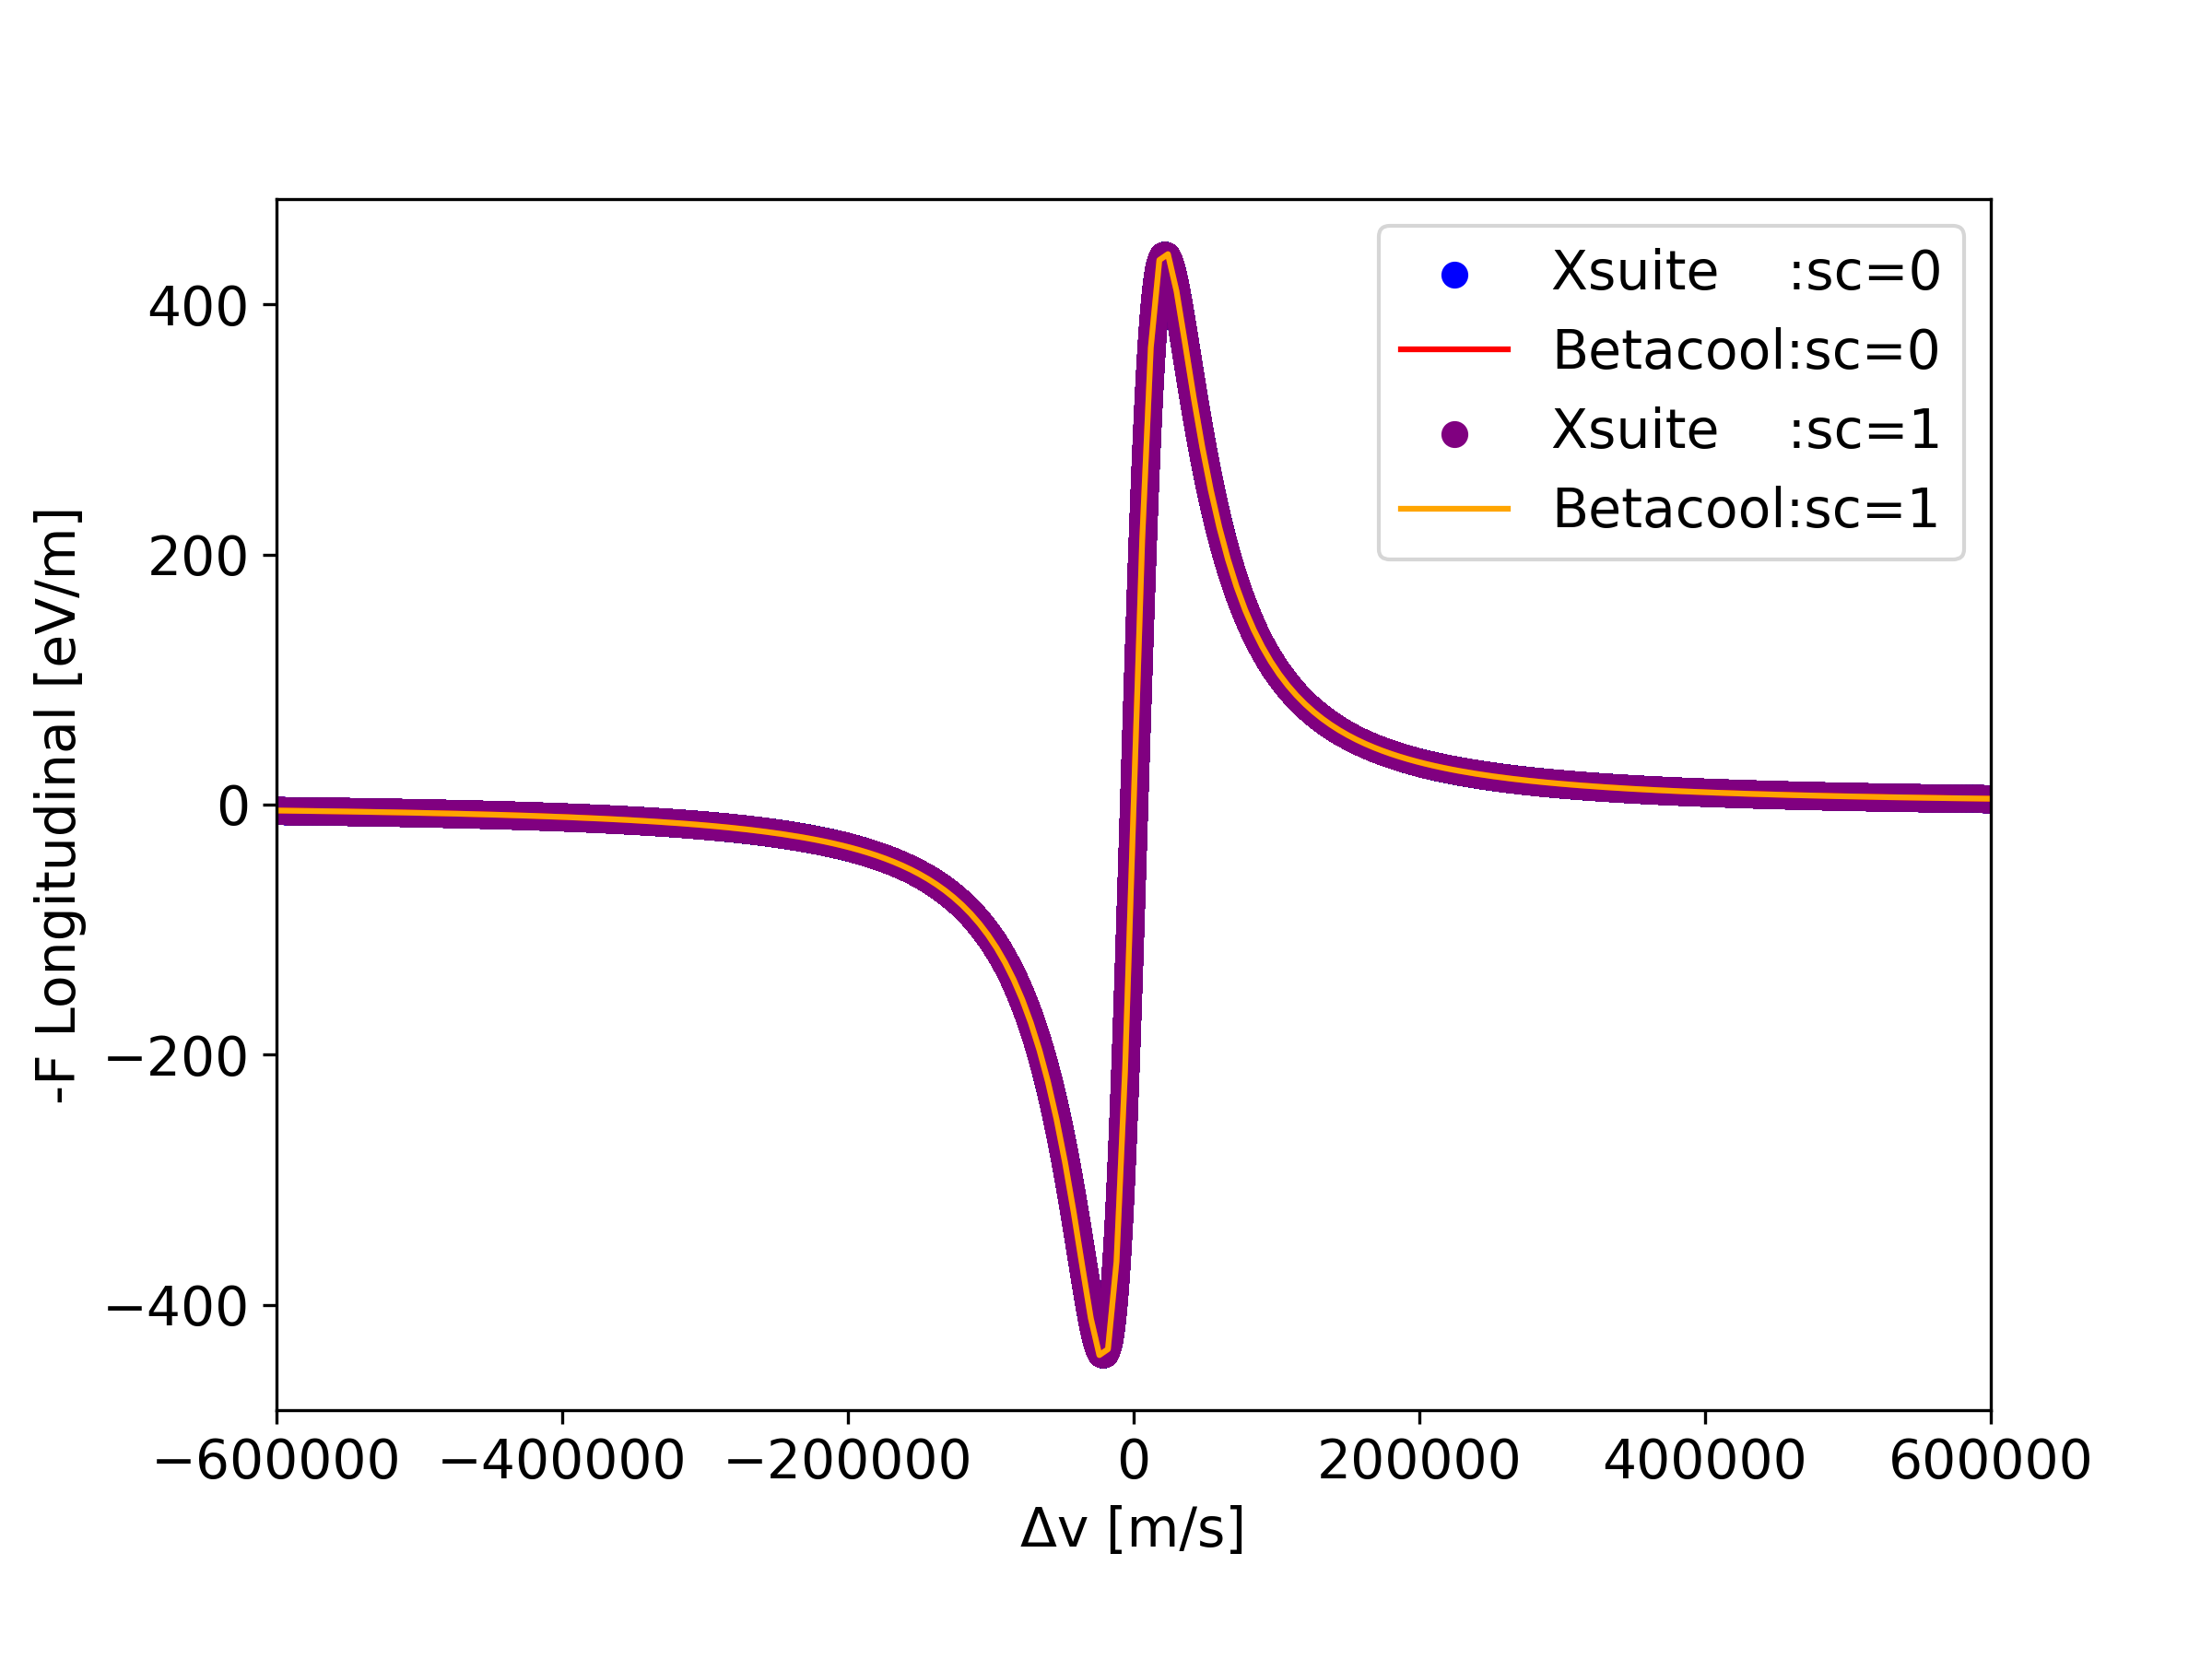 Xsuite    :sc=0
Betacool:sc=0
Xsuite    :sc=1
Betacool:sc=1
-F Longitudinal [eV/m]
400
200
0
−200
−400
−600000 −400000 −200000 0 200000 400000 600000
Δv [m/s]